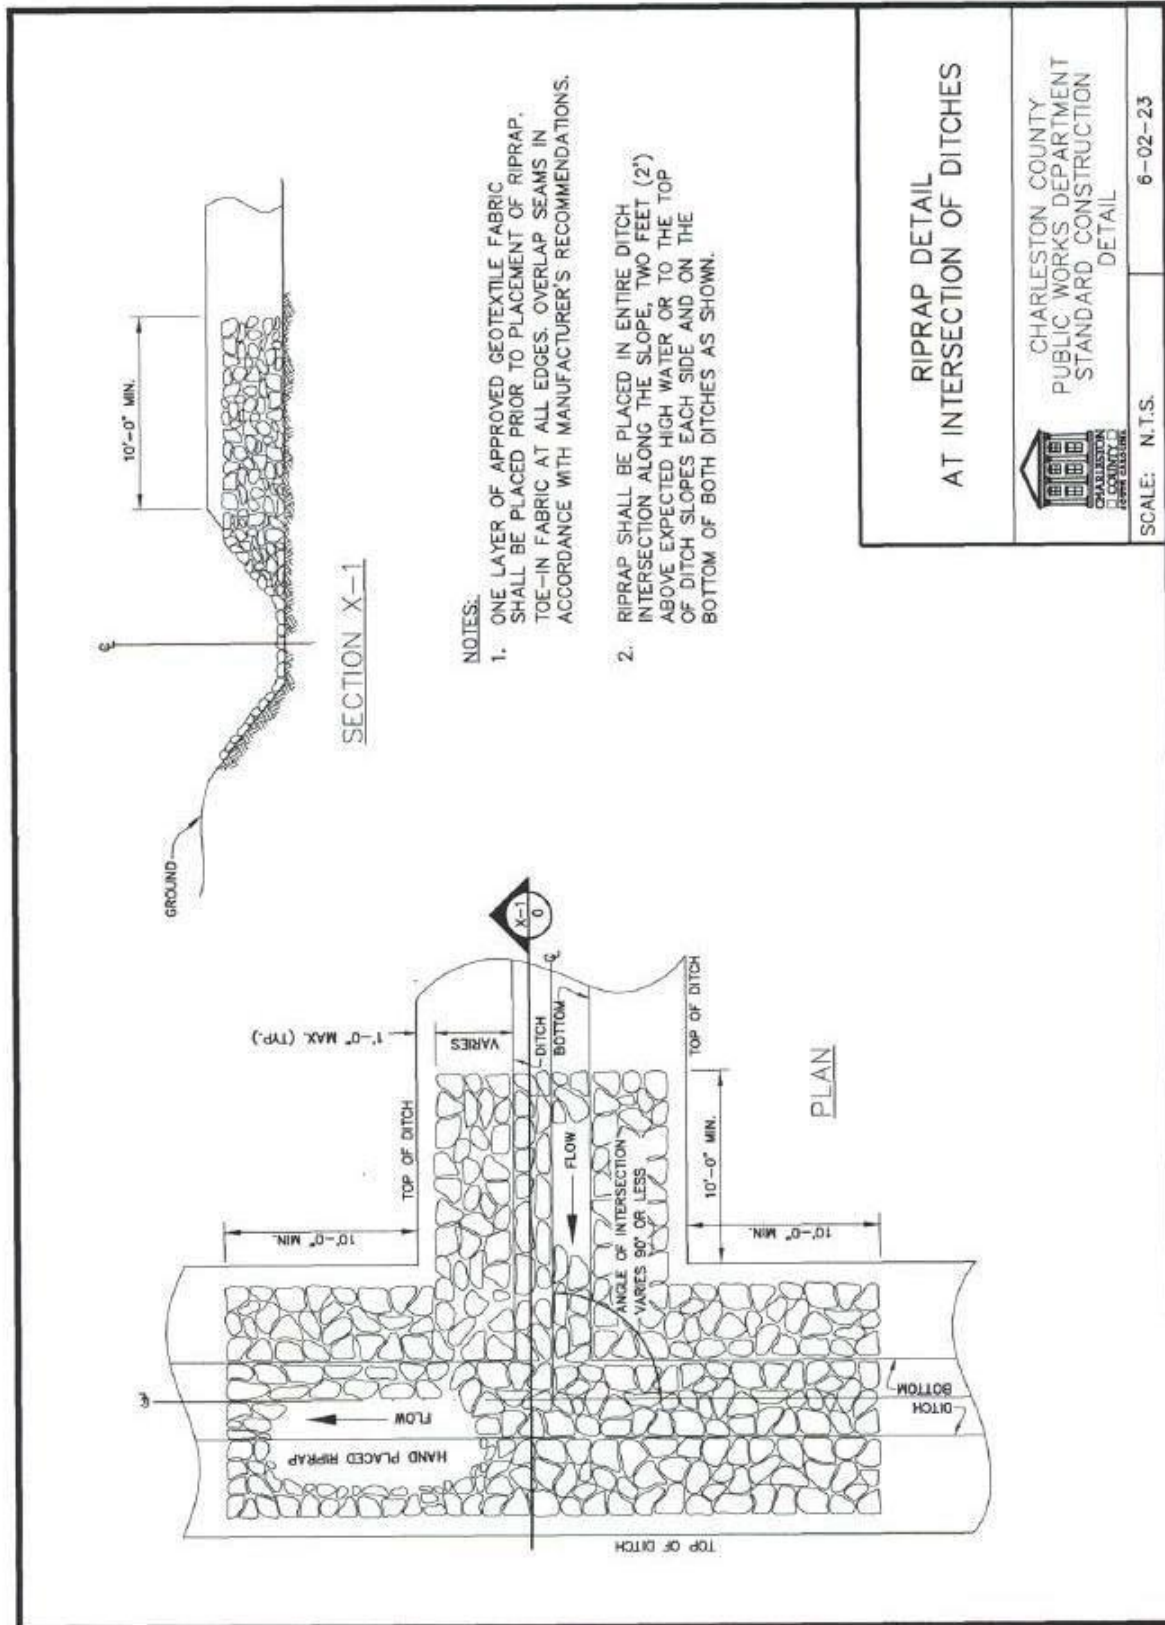 GROUND
℄
10'-0" MIN.
SECTION X-1
NOTES:
1. ONE LAYER OF APPROVED GEOTEXTILE FABRIC
SHALL BE PLACED PRIOR TO PLACEMENT OF RIPRAP.
TOE-IN FABRIC AT ALL EDGES. OVERLAP SEAMS IN
ACCORDANCE WITH MANUFACTURER'S RECOMMENDATIONS.
2. RIPRAP SHALL BE PLACED IN ENTIRE DITCH
INTERSECTION ALONG THE SLOPE, TWO FEET (2')
ABOVE EXPECTED HIGH WATER OR TO THE TOP
OF DITCH SLOPES EACH SIDE AND ON THE
BOTTOM OF BOTH DITCHES AS SHOWN.
10'-0" MIN.
TOP OF DITCH
1'-0" MAX. (TYP.)
VARIES
DITCH
BOTTOM
X-1
0
℄
℄
FLOW
HAND PLACED RIPRAP
FLOW
ANGLE OF INTERSECTION
VARIES 90° OR LESS
TOP OF DITCH
10'-0" MIN.
10'-0" MIN.
BOTTOM
DITCH
TOP OF DITCH
PLAN
RIPRAP DETAIL
AT INTERSECTION OF DITCHES
CHARLESTON
COUNTY
SOUTH CAROLINA
CHARLESTON COUNTY
PUBLIC WORKS DEPARTMENT
STANDARD CONSTRUCTION
DETAIL
SCALE: N.T.S.
6-02-23